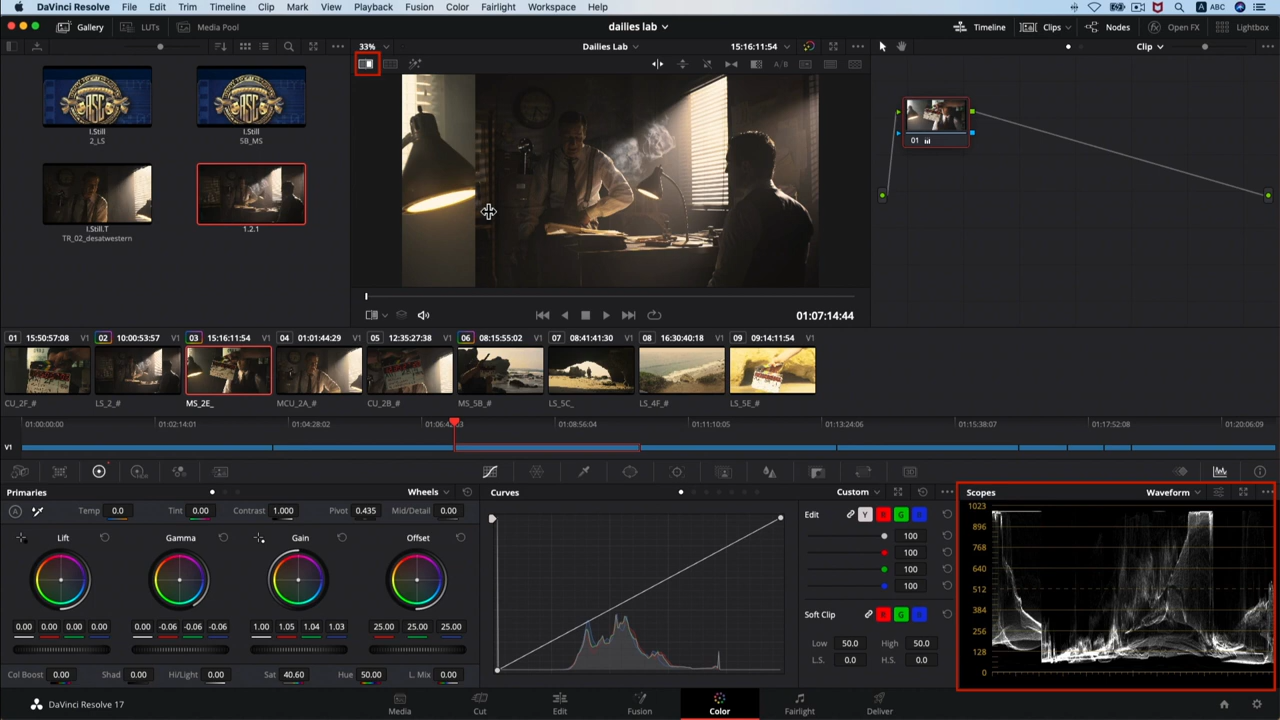 DaVinci Resolve File Edit Trim Timeline Clip Mark View Playback Fusion Color Fairlight Workspace Help A ABC
Gallery LUTs Media Pool dailles lab Timeline Clips Nodes Open FX Lightbox
33% Dailles Lab 15:16:11:54 Clip
A/B
ASC
ASC
I.Still
2_LS
I.Still
5B_MS
I.Still.T
TR_02_desatwestern
1.2.1
01
01:07:14:44
01 15:50:57:08 V1 02 10:00:53:57 V1 03 15:16:11:54 V1 04 01:01:44:29 V1 05 12:35:27:38 V1 06 08:15:55:02 V1 07 08:41:41:30 V1 08 16:30:40:18 V1 09 09:14:11:54 V1
CU_2F_# LS_2_# MS_2E_ MCU_2A_# CU_2B_# MS_5B_# LS_5C_ LS_4F_# LS_5E_#
01:00:00:00 01:02:14:01 01:04:28:02 01:08:56:04 01:11:10:05 01:13:24:06 01:15:38:07 01:17:52:08 01:20:06:09
V1
Primaries Wheels Curves Custom Scopes Waveform
A Temp 0.0 Tint 0.00 Contrast 1.000 Pivot 0.435 Mid/Detail 0.00
Edit Y R G B
Lift Gamma Gain Offset
100
100
100
100
Soft Clip R G B
0.00 0.00 0.00 0.00 0.00 -0.06 -0.06 -0.06 1.00 1.05 1.04 1.03 25.00 25.00 25.00
Low 50.0 High 50.0
L.S. 0.0 H.S. 0.0
Col Boost 0.00 Shad 0.00 Hi/Light 0.00 Sat 40.60 Hue 50.00 L. Mix 0.00
1023
896
768
640
512
384
256
128
0
DaVinci Resolve 17 Media Cut Edit Fusion Color Fairlight Deliver